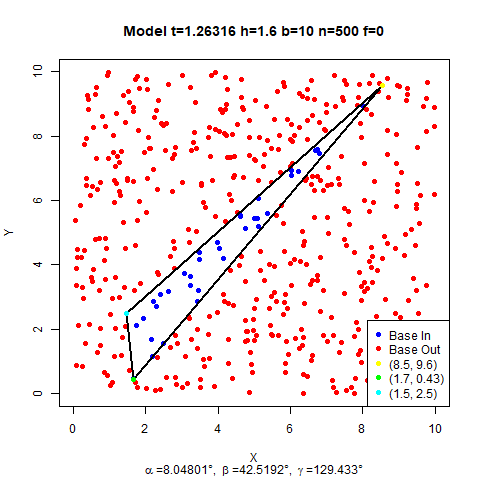 Model t=1.26316 h=1.6 b=10 n=500 f=0
10
8
6
4
2
0
Y
Base In
Base Out
(8.5, 9.6)
(1.7, 0.43)
(1.5, 2.5)
0 2 4 6 8 10
X
α=8.04801°, β=42.5192°, γ=129.433°